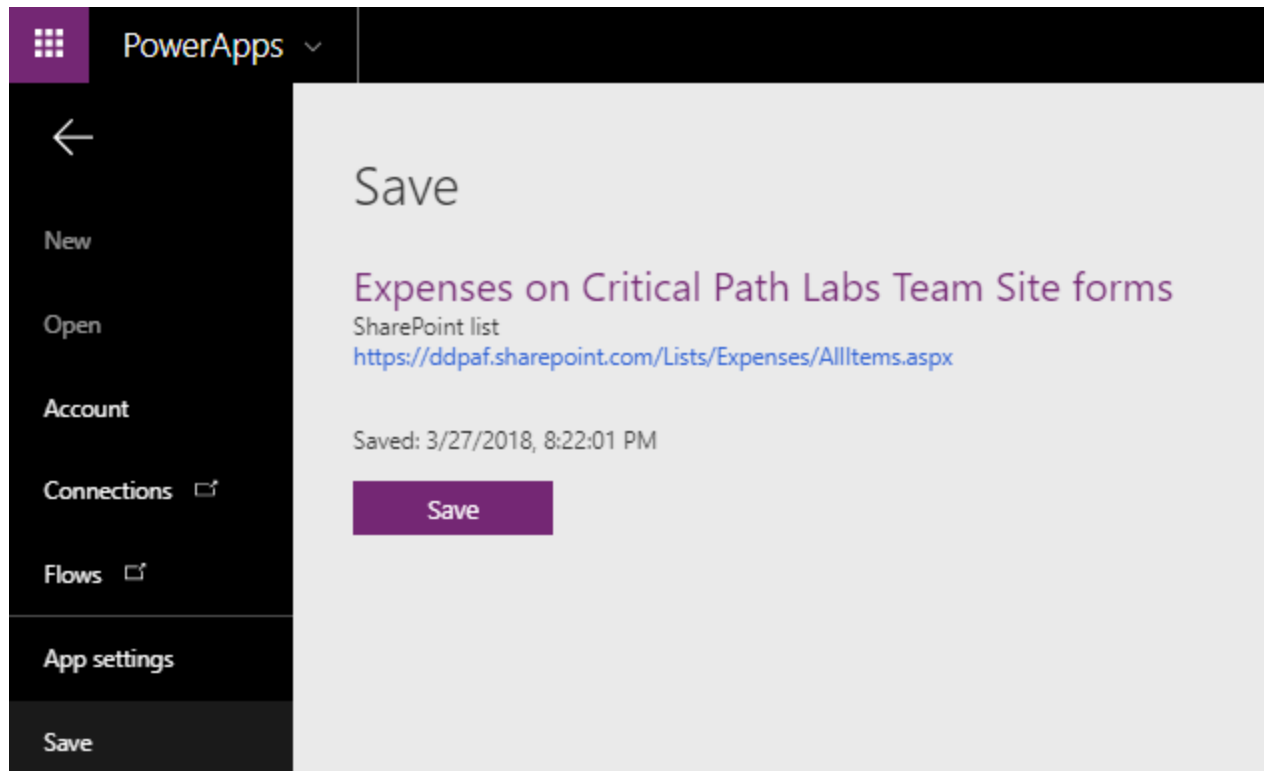 PowerApps
New
Open
Account
Connections
Flows
App settings
Save
Save
Expenses on Critical Path Labs Team Site forms
SharePoint list
https://ddpaf.sharepoint.com/Lists/Expenses/AllItems.aspx
Saved: 3/27/2018, 8:22:01 PM
Save